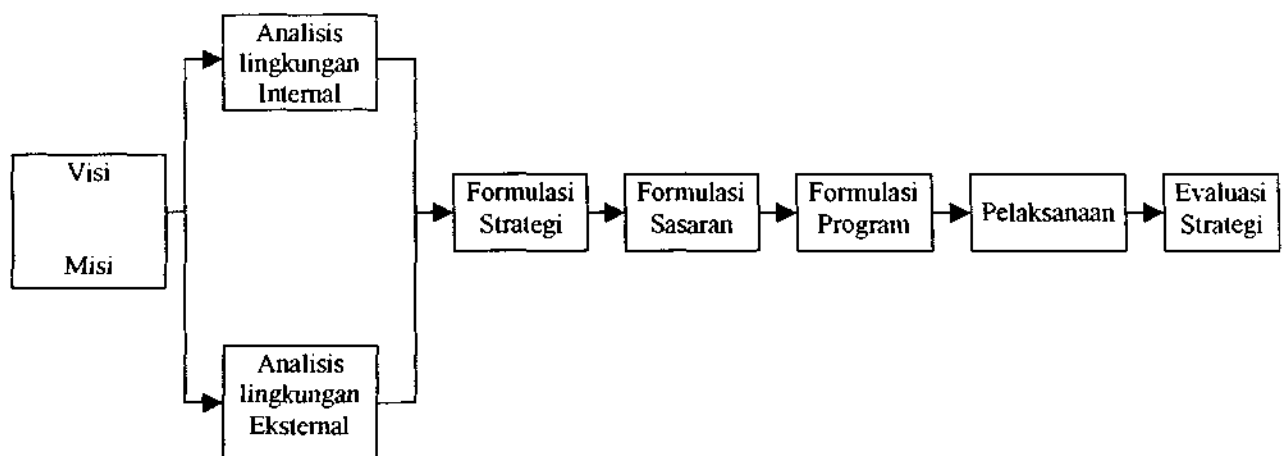 Analisis
lingkungan
Internal
Visi
Misi
Analisis
lingkungan
Eksternal
Formulasi
Strategi
Formulasi
Sasaran
Formulasi
Program
Pelaksanaan
Evaluasi
Strategi